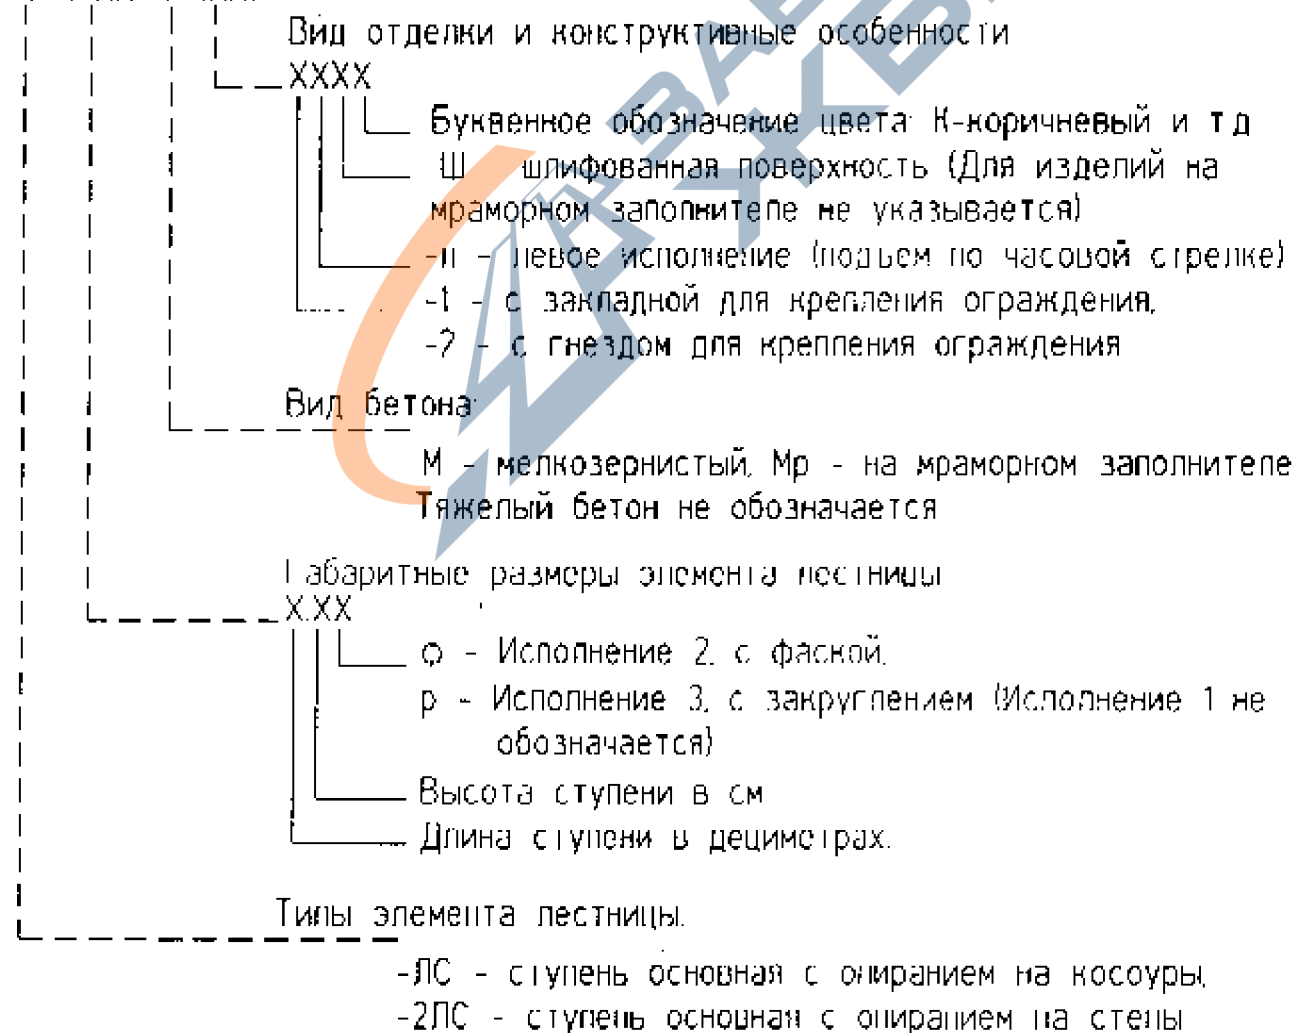 Вид отделки и конструктивные особенности
XXXX
Буквенное обозначение цвета: К-коричневый и т.д
Ш - шлифованная поверхность (Для изделий на
мраморном заполнителе не указывается)
-л - левое исполнение (подъем по часовой стрелке)
-1 - с закладной для крепления ограждения,
-2 - с гнездом для крепления ограждения
Вид бетона:
М - мелкозернистый, Мр - на мраморном заполнителе
Тяжелый бетон не обозначается
Габаритные размеры элемента лестницы
X.XX
ф - Исполнение 2, с фаской,
р - Исполнение 3, с закруглением (Исполнение 1 не
обозначается)
Высота ступени в см
Длина ступени в дециметрах.
Типы элемента лестницы.
-ЛС - ступень основная с опиранием на косоуры,
-2ЛС - ступень основная с опиранием на стены